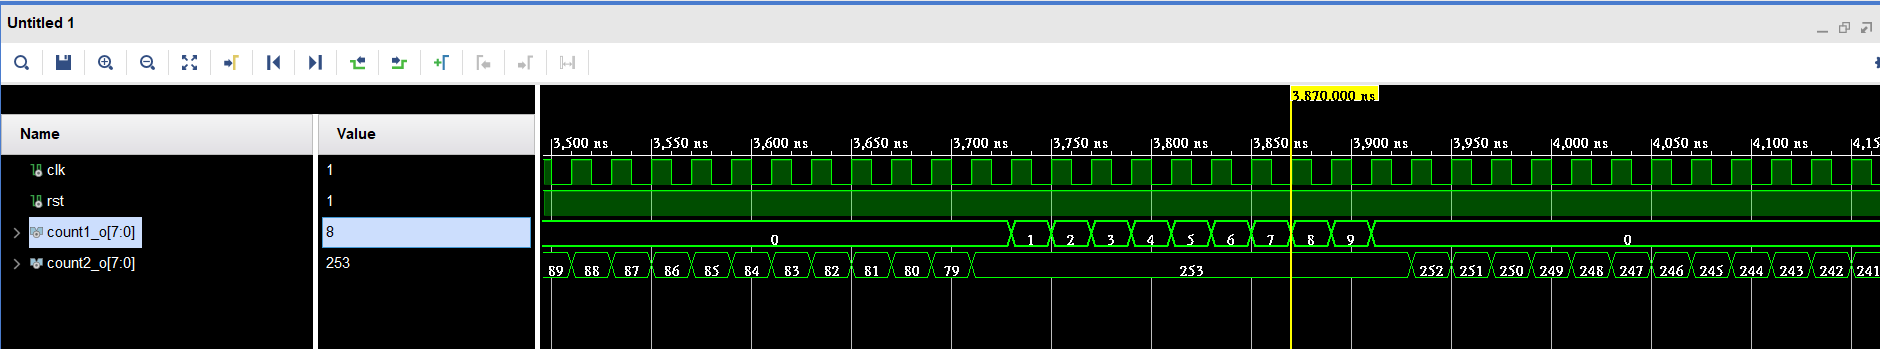 Untitled 1
3,870.000 ns
Name Value
3,500 ns 3,550 ns 3,600 ns 3,650 ns 3,700 ns 3,750 ns 3,800 ns 3,850 ns 3,900 ns 3,950 ns 4,000 ns 4,050 ns 4,100 ns 4,15
clk 1
rst 1
count1_o[7:0] 8 0 1 2 3 4 5 6 7 8 9 0
count2_o[7:0] 253 89 88 87 86 85 84 83 82 81 80 79 253 252 251 250 249 248 247 246 245 244 243 242 241